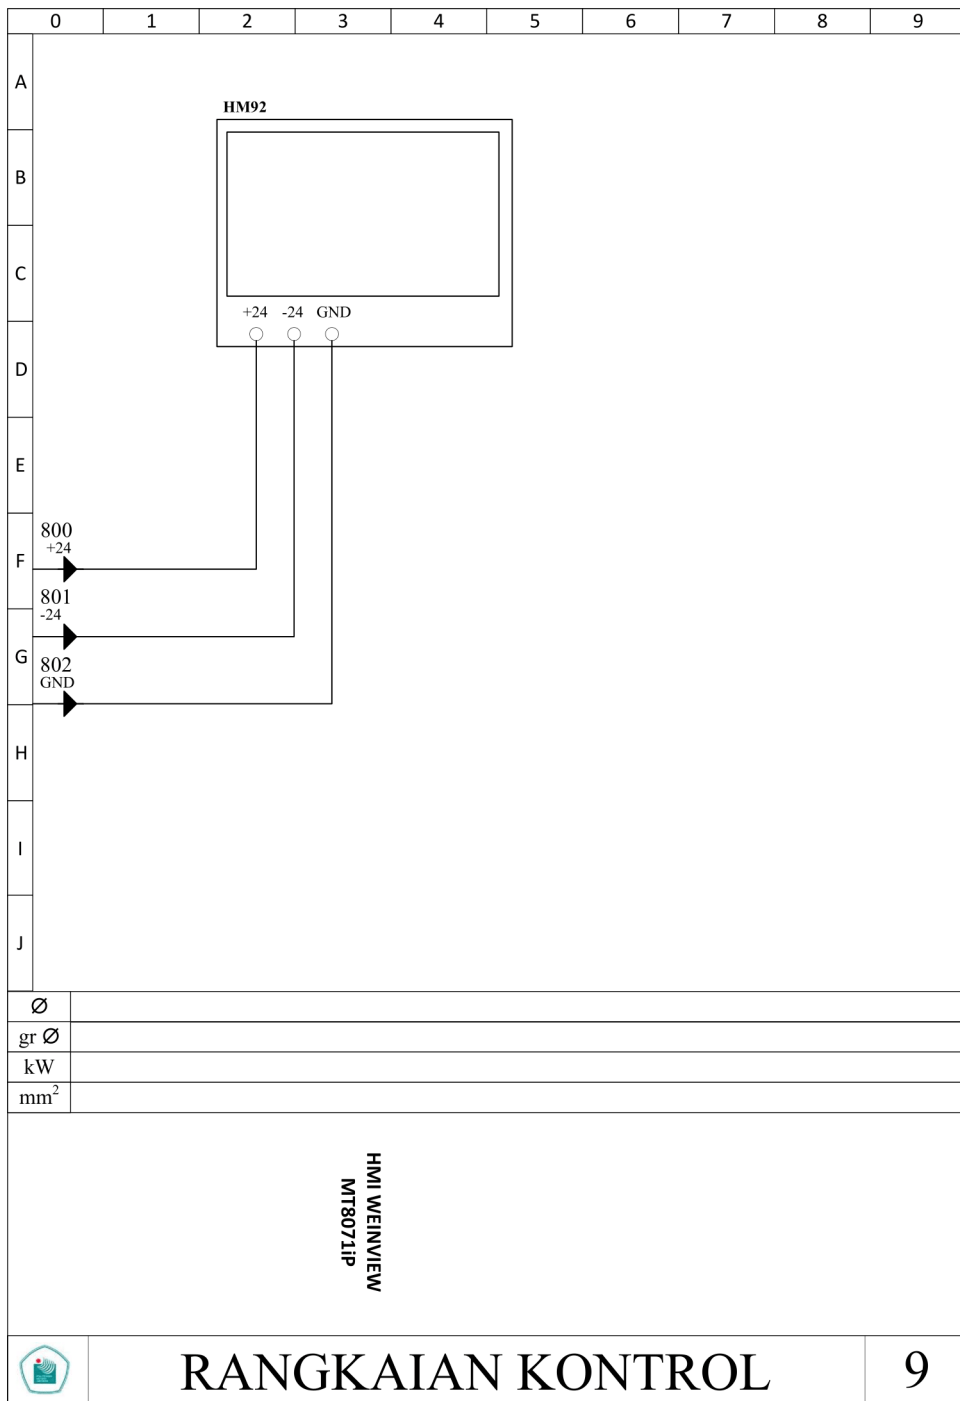 0 1 2 3 4 5 6 7 8 9
A
HM92
B
C
+24 -24 GND
D
E
800
+24
F
801
-24
G
802
GND
H
I
J
Ø
gr Ø
kW
mm²
HMI WEINVIEW
MT8071iP
RANGKAIAN KONTROL
9